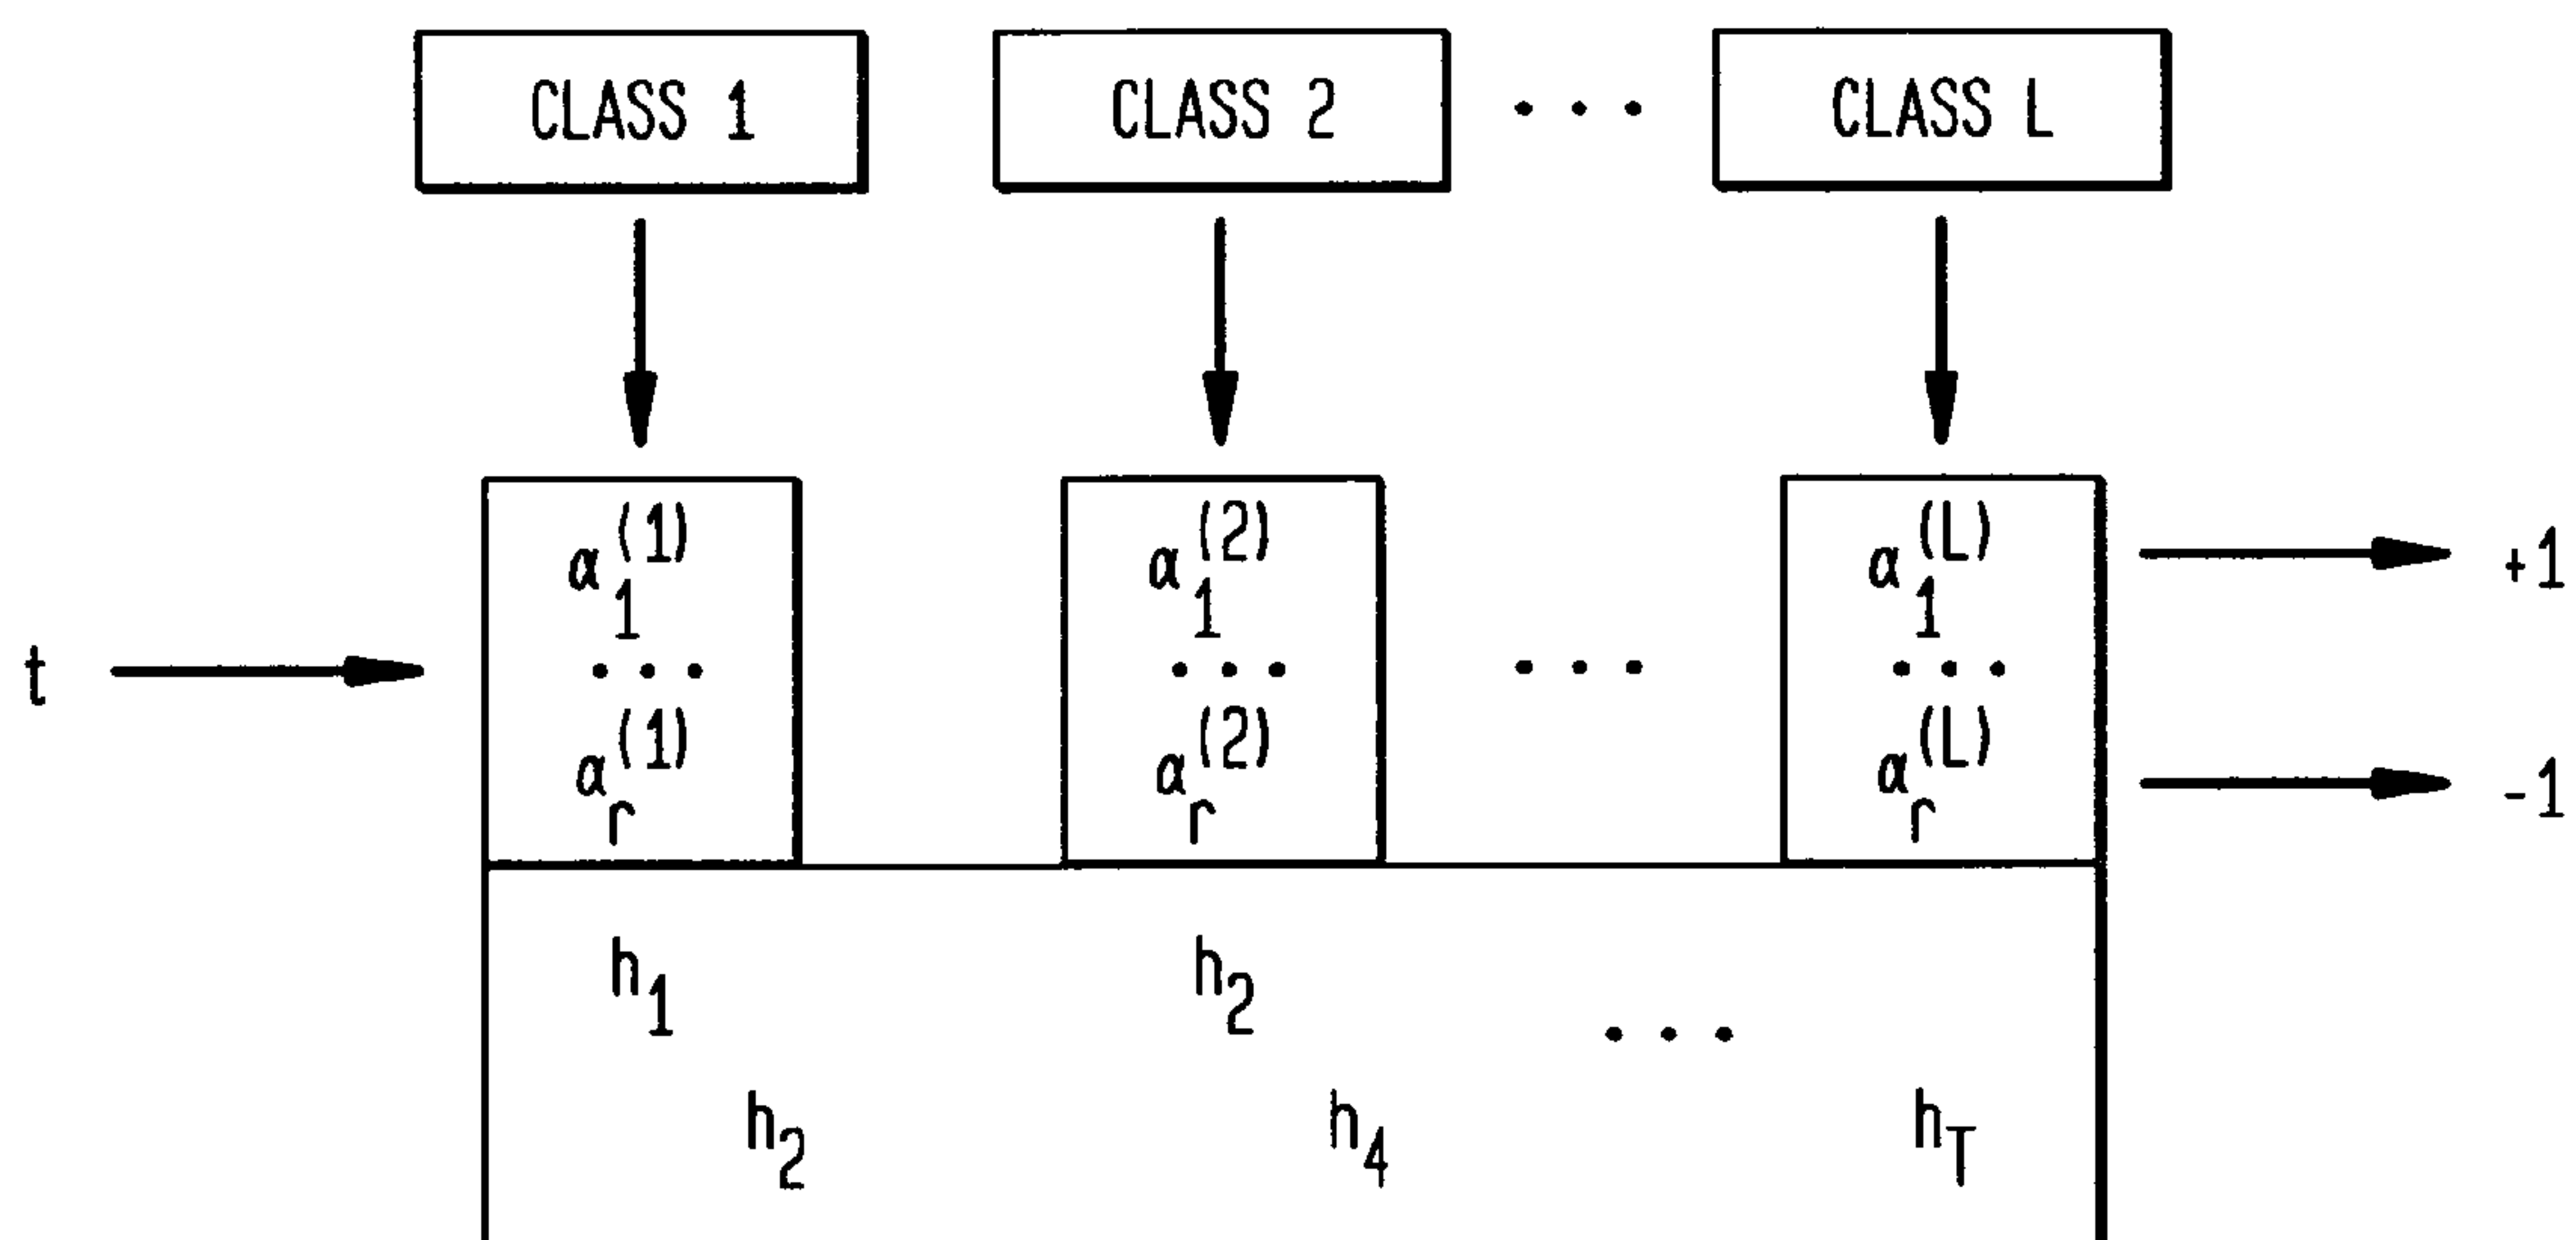 CLASS 1 CLASS 2 ... CLASS L
α₁⁽¹⁾ α₁⁽²⁾ α₁⁽ᴸ⁾ +1
t ... ... ... ...
αᵣ⁽¹⁾ αᵣ⁽²⁾ αᵣ⁽ᴸ⁾ -1
h₁ h₂
...
h₂ h₄ h_T